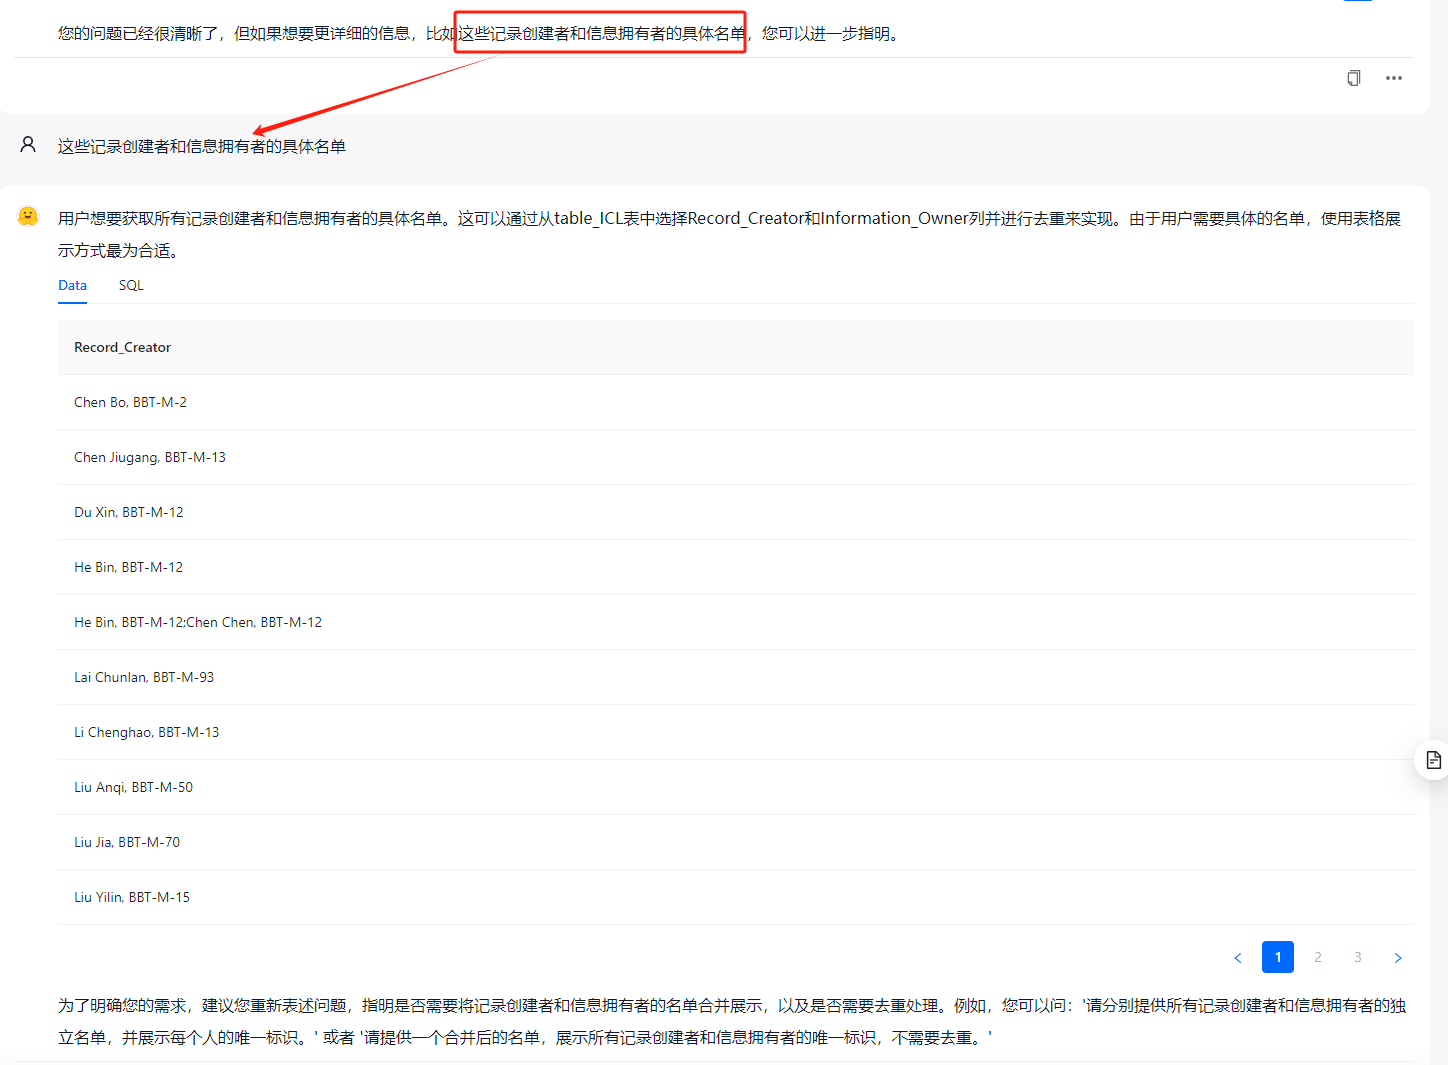 您的问题已经很清晰了，但如果想要更详细的信息，比如这些记录创建者和信息拥有者的具体名单，您可以进一步指明。
这些记录创建者和信息拥有者的具体名单
用户想要获取所有记录创建者和信息拥有者的具体名单。这可以通过从table_ICL表中选择Record_Creator和Information_Owner列并进行去重来实现。由于用户需要具体的名单，使用表格展
示方式最为合适。
Data SQL
Record_Creator
Chen Bo, BBT-M-2
Chen Jiugang, BBT-M-13
Du Xin, BBT-M-12
He Bin, BBT-M-12
He Bin, BBT-M-12;Chen Chen, BBT-M-12
Lai Chunlan, BBT-M-93
Li Chenghao, BBT-M-13
Liu Anqi, BBT-M-50
Liu Jia, BBT-M-70
Liu Yilin, BBT-M-15
< 1 2 3 >
为了明确您的需求，建议您重新表述问题，指明是否需要将记录创建者和信息拥有者的名单合并展示，以及是否需要去重处理。例如，您可以问：'请分别提供所有记录创建者和信息拥有者的独
立名单，并展示每个人的唯一标识。' 或者 '请提供一个合并后的名单，展示所有记录创建者和信息拥有者的唯一标识，不需要去重。'